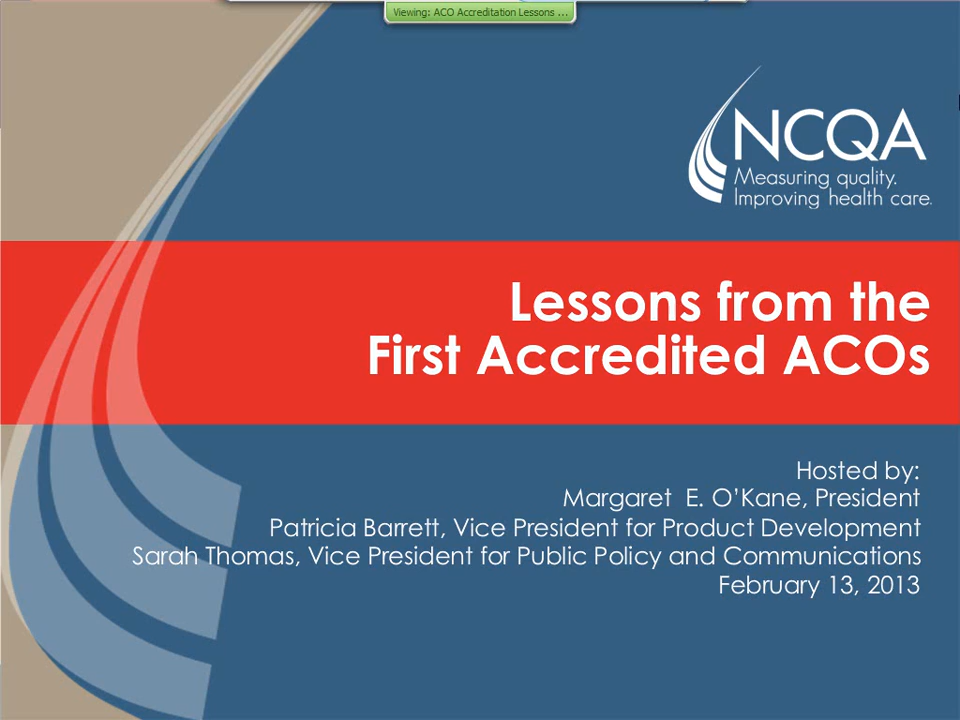 Viewing: ACO Accreditation Lessons ...
NCQA
Measuring quality.
Improving health care.
Lessons from the
First Accredited ACOs
Hosted by:
Margaret E. O’Kane, President
Patricia Barrett, Vice President for Product Development
Sarah Thomas, Vice President for Public Policy and Communications
February 13, 2013